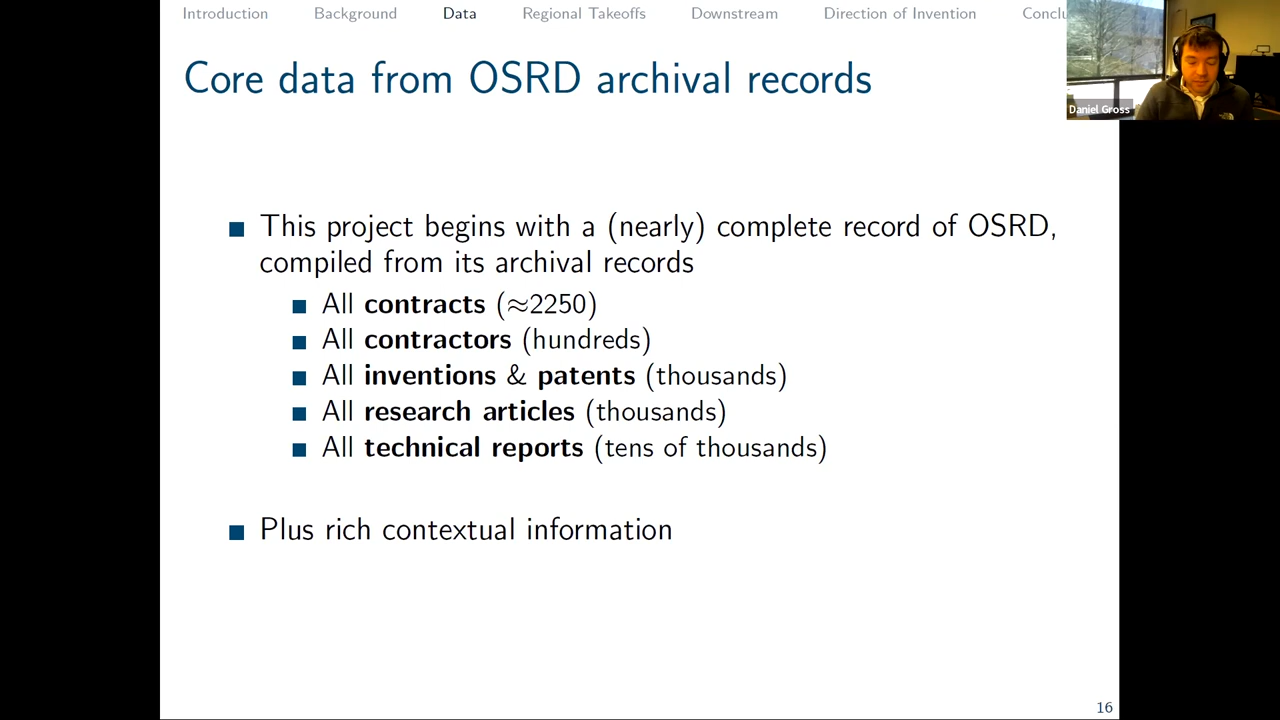 Introduction Background Data Regional Takeoffs Downstream Direction of Invention Conclu
Daniel Gross
Core data from OSRD archival records
This project begins with a (nearly) complete record of OSRD,
compiled from its archival records
All contracts (≈2250)
All contractors (hundreds)
All inventions & patents (thousands)
All research articles (thousands)
All technical reports (tens of thousands)
Plus rich contextual information
16